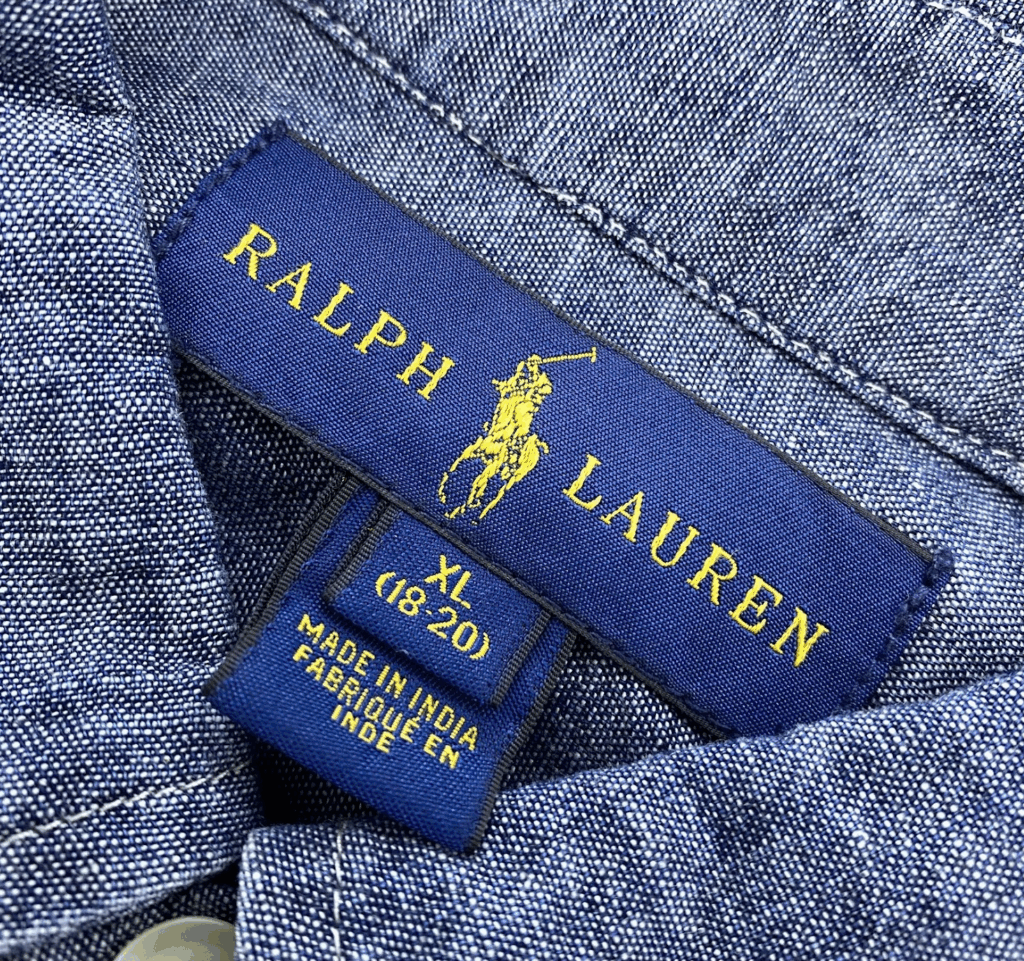 RALPH LAUREN
XL
(18-20)
MADE IN INDIA
FABRIQUÉ EN
INDE